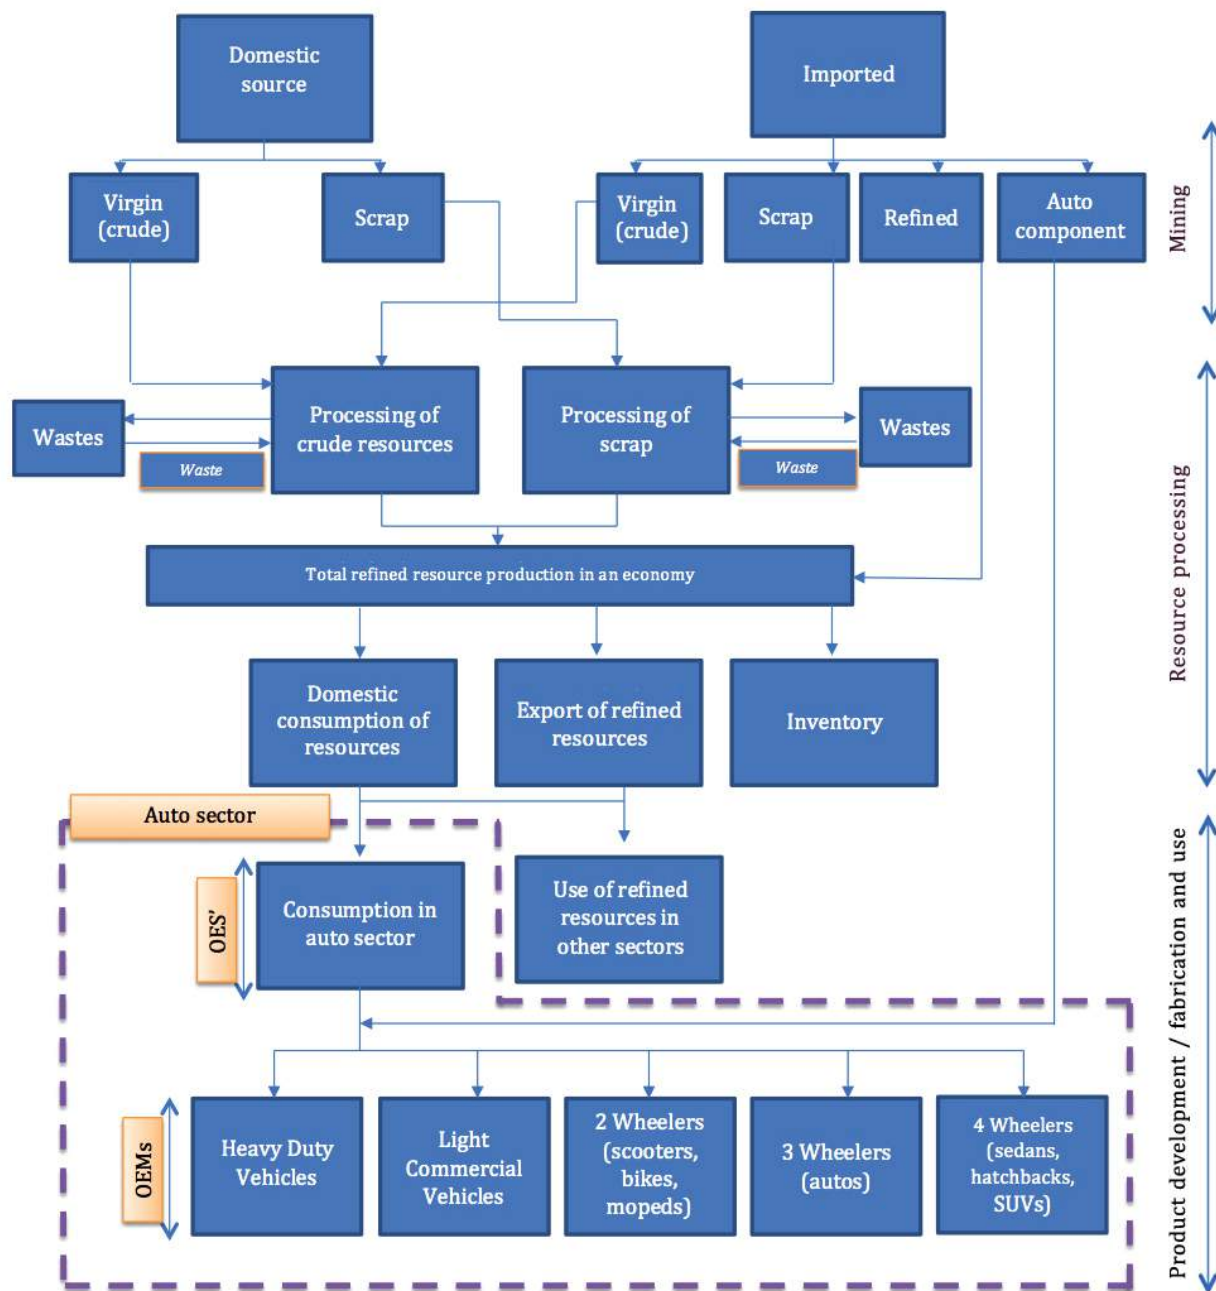 Domestic
source
Imported
Virgin
(crude)
Scrap
Virgin
(crude)
Scrap
Refined
Auto
component
Mining
Processing of
crude resources
Processing of
scrap
Wastes
Wastes
Waste
Waste
Total refined resource production in an economy
Resource processing
Domestic
consumption of
resources
Export of refined
resources
Inventory
Auto sector
OES'
Consumption in
auto sector
Use of refined
resources in
other sectors
OEMs
Heavy Duty
Vehicles
Light
Commercial
Vehicles
2 Wheelers
(scooters,
bikes,
mopeds)
3 Wheelers
(autos)
4 Wheelers
(sedans,
hatchbacks,
SUVs)
Product development / fabrication and use